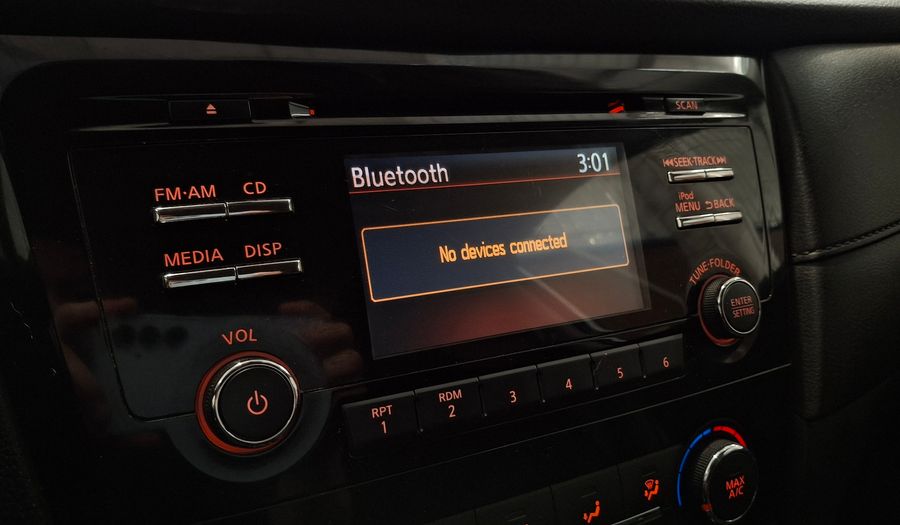 SCAN
Bluetooth 3:01
No devices connected
FM·AM CD
MEDIA DISP
VOL
SEEK·TRACK
iPod
MENU BACK
TUNE·FOLDER
ENTER
SETTING
RPT
1
RDM
2
3
4
5
6
MAX
A/C